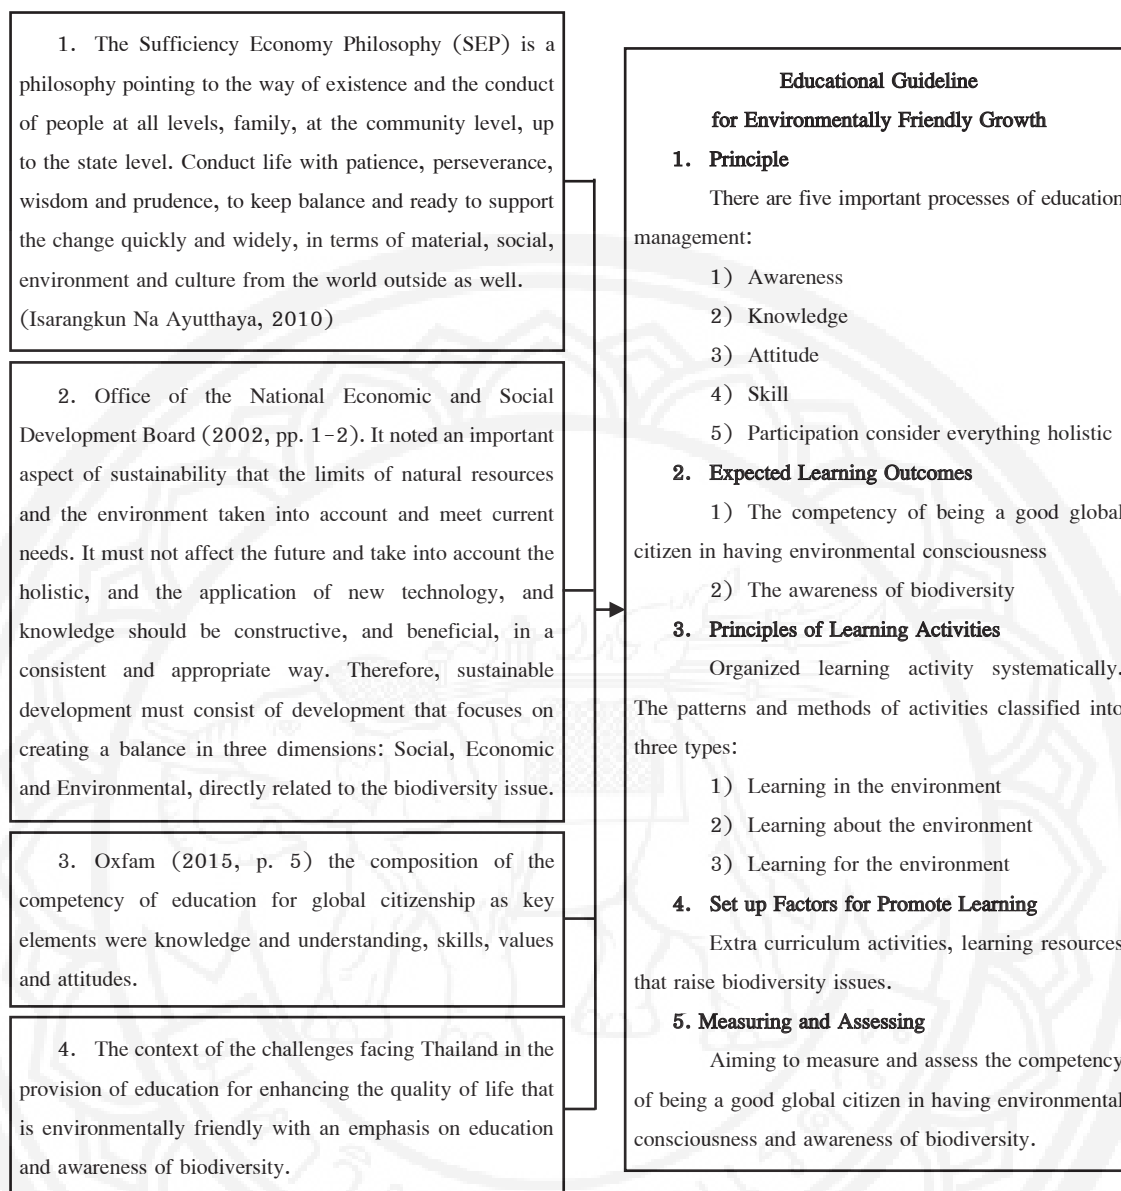 1. The Sufficiency Economy Philosophy (SEP) is a
philosophy pointing to the way of existence and the conduct
of people at all levels, family, at the community level, up
to the state level. Conduct life with patience, perseverance,
wisdom and prudence, to keep balance and ready to support
the change quickly and widely, in terms of material, social,
environment and culture from the world outside as well.
(Isarangkun Na Ayutthaya, 2010)
2. Office of the National Economic and Social
Development Board (2002, pp. 1-2). It noted an important
aspect of sustainability that the limits of natural resources
and the environment taken into account and meet current
needs. It must not affect the future and take into account the
holistic, and the application of new technology, and
knowledge should be constructive, and beneficial, in a
consistent and appropriate way. Therefore, sustainable
development must consist of development that focuses on
creating a balance in three dimensions: Social, Economic
and Environmental, directly related to the biodiversity issue.
3. Oxfam (2015, p. 5) the composition of the
competency of education for global citizenship as key
elements were knowledge and understanding, skills, values
and attitudes.
4. The context of the challenges facing Thailand in the
provision of education for enhancing the quality of life that
is environmentally friendly with an emphasis on education
and awareness of biodiversity.
Educational Guideline
for Environmentally Friendly Growth
1. Principle
There are five important processes of education
management:
1) Awareness
2) Knowledge
3) Attitude
4) Skill
5) Participation consider everything holistic
2. Expected Learning Outcomes
1) The competency of being a good global
citizen in having environmental consciousness
2) The awareness of biodiversity
3. Principles of Learning Activities
Organized learning activity systematically.
The patterns and methods of activities classified into
three types:
1) Learning in the environment
2) Learning about the environment
3) Learning for the environment
4. Set up Factors for Promote Learning
Extra curriculum activities, learning resources
that raise biodiversity issues.
5. Measuring and Assessing
Aiming to measure and assess the competency
of being a good global citizen in having environmental
consciousness and awareness of biodiversity.